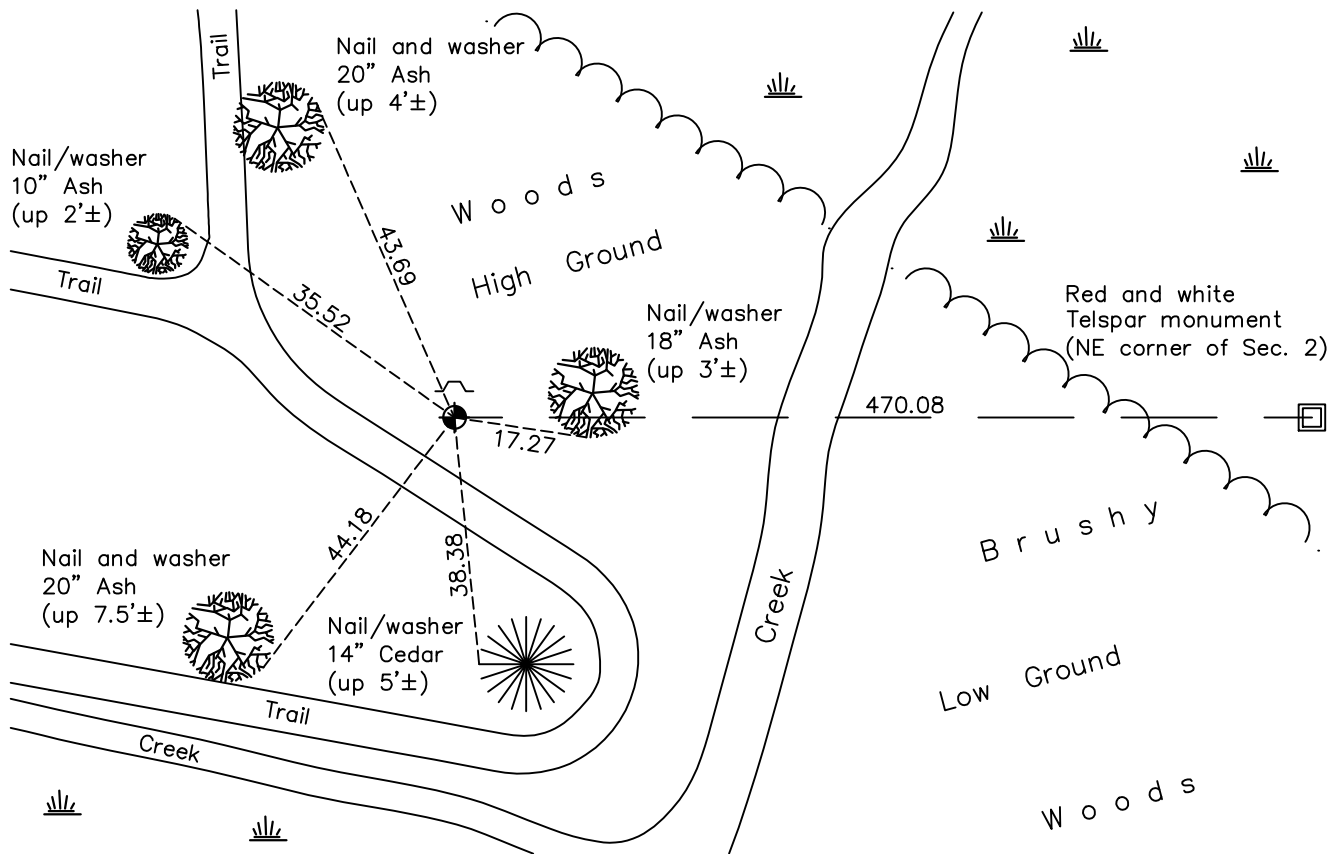 Trail
Nail and washer
20" Ash
(up 4'±)
Nail/washer
10" Ash
(up 2'±)
Woods
High Ground
43.69
Trail
35.52
Nail/washer
18" Ash
(up 3'±)
Red and white
Telspar monument
(NE corner of Sec. 2)
470.08
17.27
44.18
38.38
Brushy
Nail and washer
20" Ash
(up 7.5'±)
Nail/washer
14" Cedar
(up 5'±)
Creek
Low Ground
Trail
Creek
Woods